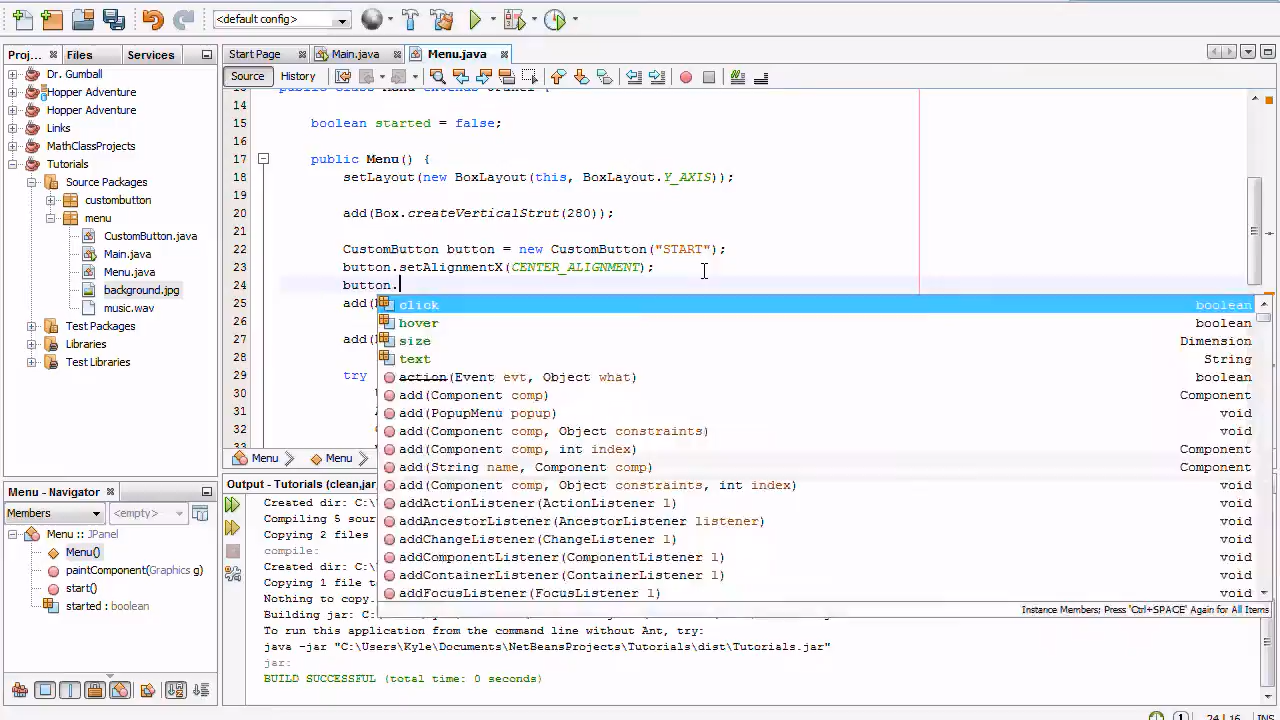 <default config>
Proj...
Files
Services
Start Page
Main.java
Menu.java
Source
History
Dr. Gumball
Hopper Adventure
Hopper Adventure
Links
MathClassProjects
Tutorials
Source Packages
custombutton
menu
CustomButton.java
Main.java
Menu.java
background.jpg
music.wav
Test Packages
Libraries
Test Libraries
14
15 boolean started = false;
16
17 public Menu() {
18 setLayout(new BoxLayout(this, BoxLayout.Y_AXIS));
19
20 add(Box.createVerticalStrut(280));
21
22 CustomButton button = new CustomButton("START");
23 button.setAlignmentX(CENTER_ALIGNMENT);
24 button.
25 add(
26
27 add(
28
29 try
30
31
32
click boolean
hover boolean
size Dimension
text String
action(Event evt, Object what) boolean
add(Component comp) Component
add(PopupMenu popup) void
add(Component comp, Object constraints) void
add(Component comp, int index) Component
add(String name, Component comp) Component
add(Component comp, Object constraints, int index) void
addActionListener(ActionListener l) void
addAncestorListener(AncestorListener listener) void
addChangeListener(ChangeListener l) void
addComponentListener(ComponentListener l) void
addContainerListener(ContainerListener l) void
addFocusListener(FocusListener l) void
Instance Members; Press 'Ctrl+SPACE' Again for All Items
Menu
Menu
Menu - Navigator
Members
<empty>
Menu :: JPanel
Menu()
paintComponent(Graphics g)
start()
started : boolean
Output - Tutorials (clean,jar)
Created dir: C:\
Compiling 5 sour
Copying 2 files
compile:
Created dir: C:\
Copying 1 file t
Nothing to copy.
Building jar:
To run this application from the command line without Ant, try:
java -jar "C:\Users\Kyle\Documents\NetBeansProjects\Tutorials\dist\Tutorials.jar"
jar:
BUILD SUCCESSFUL (total time: 0 seconds)
1
24 | 16
INS